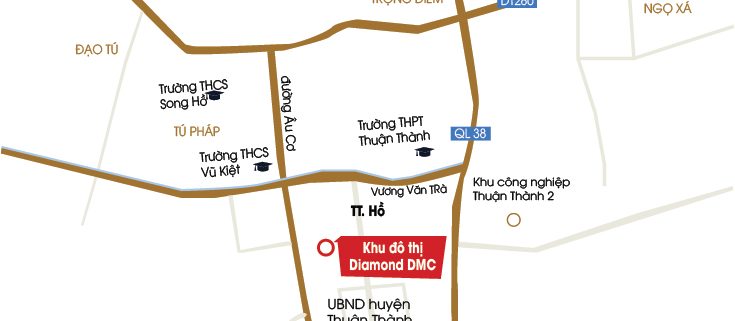 TRỌNG ĐIỂM
ĐT280
NGỌ XÁ
ĐẠO TÚ
Trường THCS
Song Hồ
đường Âu Cơ
TÚ PHÁP
Trường THPT
Thuận Thành
QL 38
Trường THCS
Vũ Kiệt
Vương Văn TRà
Khu công nghiệp
Thuận Thành 2
TT. Hồ
Khu đô thị
Diamond DMC
UBND huyện
Thuận Thành